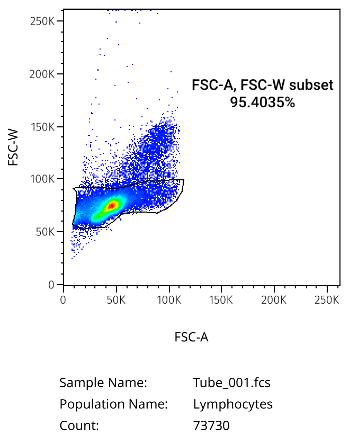 250K
FSC-A, FSC-W subset
95.4035%
200K
150K
FSC-W
100K
50K
0
0 50K 100K 150K 200K 250K
FSC-A
Sample Name: Tube_001.fcs
Population Name: Lymphocytes
Count: 73730